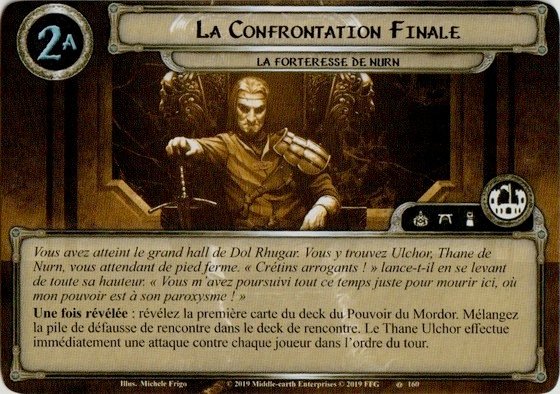 2A
LA CONFRONTATION FINALE
LA FORTERESSE DE NURN
Vous avez atteint le grand hall de Dol Rhugar. Vous y trouvez Ulchor, Thane de
Nurn, vous attendant de pied ferme. « Crétins arrogants ! » lance-t-il en se levant
de toute sa hauteur. « Vous m'avez poursuivi tout ce temps juste pour mourir ici, où
mon pouvoir est à son paroxysme ! »
Une fois révélée : révélez la première carte du deck du Pouvoir du Mordor. Mélangez
la pile de défausse de rencontre dans le deck de rencontre. Le Thane Ulchor effectue
immédiatement une attaque contre chaque joueur dans l'ordre du tour.
Illus. Michele Frigo © 2019 Middle-earth Enterprises © 2019 FFG 160